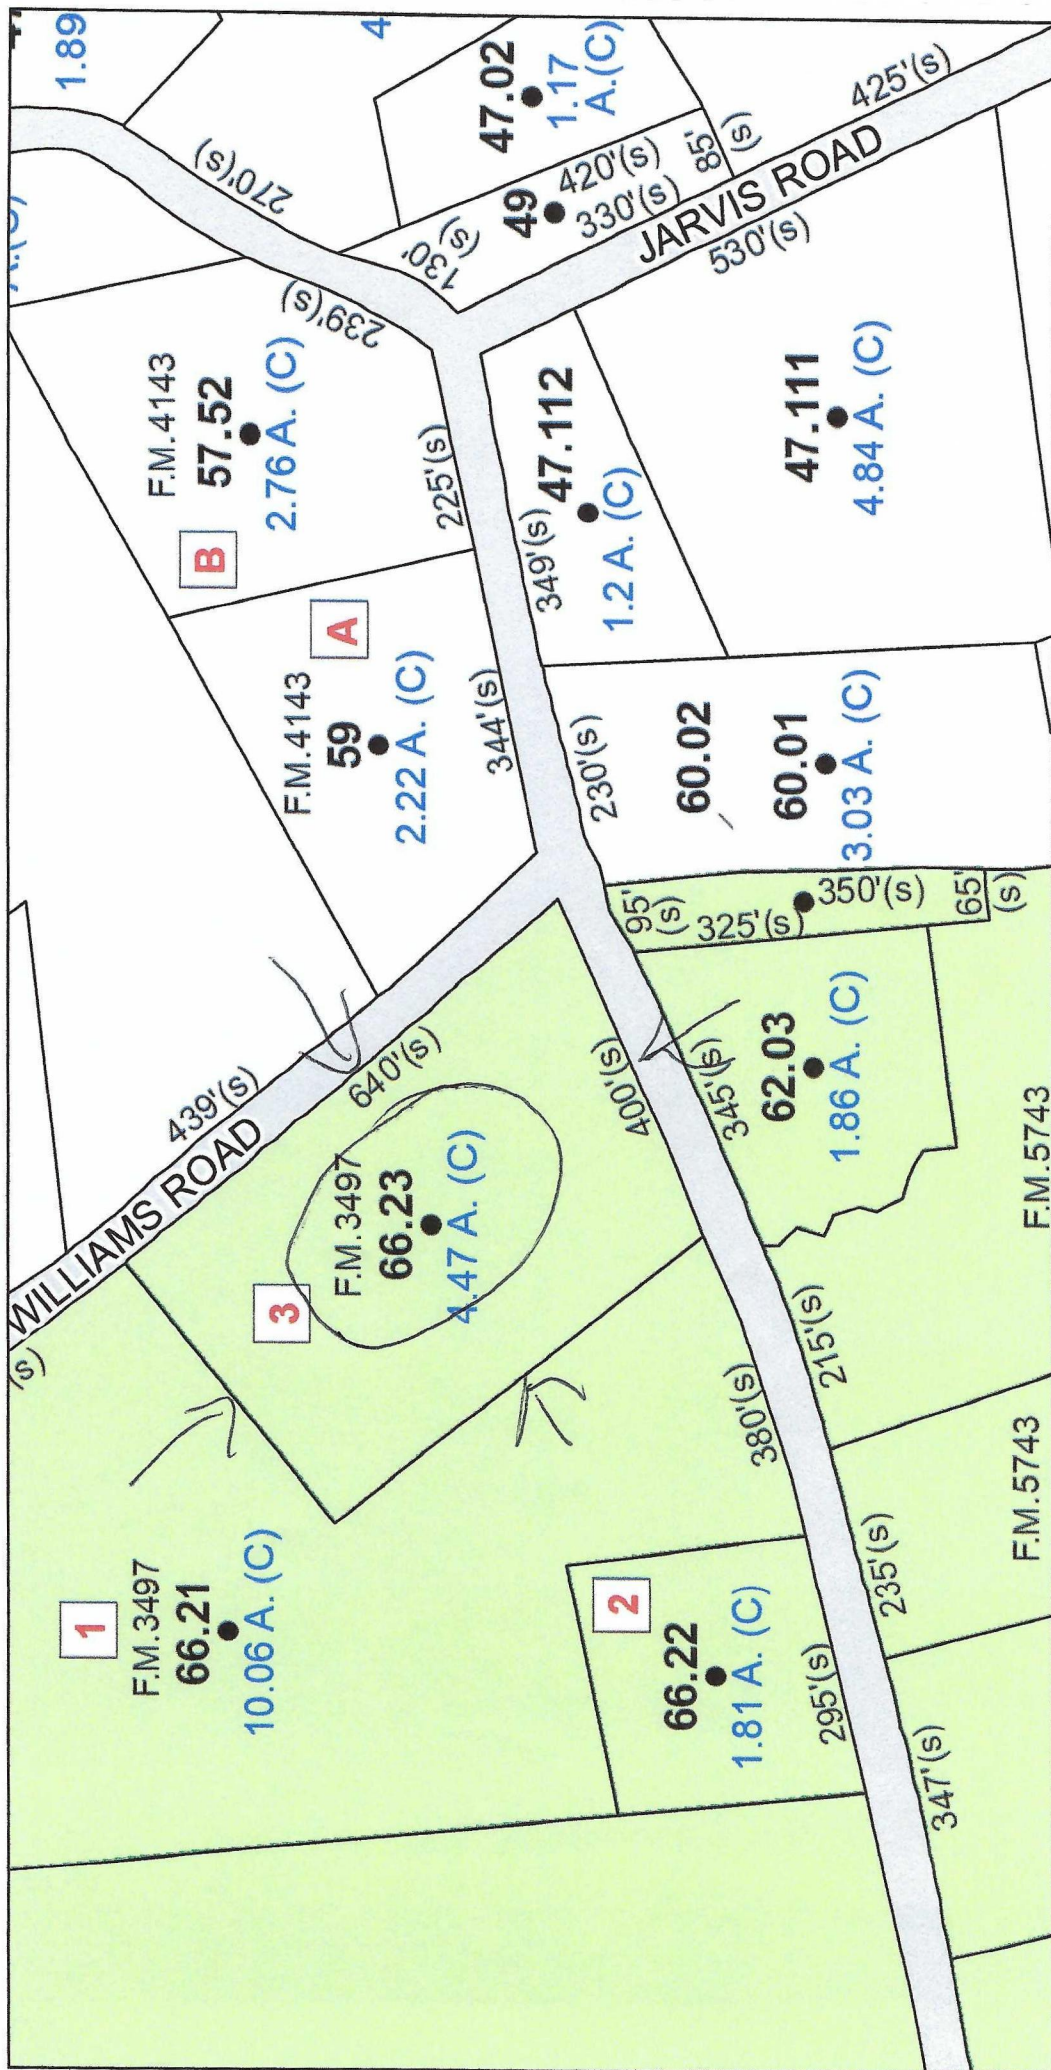 1.89
4
47.02
1.17
A.(C)
270'(s)
420'(s)
85'
(s)
425'(s)
49
330'(s)
130'
(s)
JARVIS ROAD
530'(s)
239'(s)
F.M.4143
57.52
2.76 A. (C)
B
225'(s)
349'(s)
47.112
1.2 A. (C)
47.111
4.84 A. (C)
A
F.M.4143
59
2.22 A. (C)
344'(s)
230'(s)
60.02
60.01
3.03 A. (C)
95'
(s)
325'(s)
350'(s)
65'
(s)
439'(s)
WILLIAMS ROAD
640'(s)
400'(s)
345'(s)
62.03
1.86 A. (C)
F.M.5743
3
F.M.3497
66.23
4.47 A. (C)
(s)
380'(s)
215'(s)
F.M.5743
1
F.M.3497
66.21
10.06 A. (C)
2
66.22
1.81 A. (C)
295'(s)
235'(s)
347'(s)